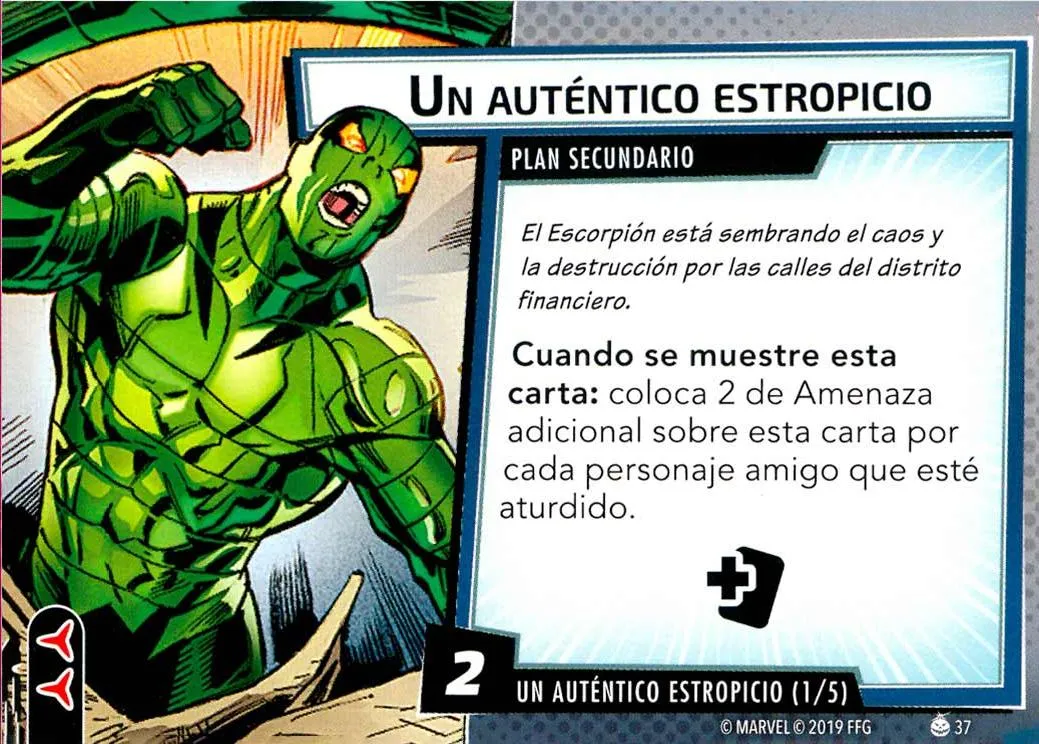 UN AUTÉNTICO ESTROPICIO
PLAN SECUNDARIO
El Escorpión está sembrando el caos y
la destrucción por las calles del distrito
financiero.
Cuando se muestre esta
carta: coloca 2 de Amenaza
adicional sobre esta carta por
cada personaje amigo que esté
aturdido.
2
UN AUTÉNTICO ESTROPICIO (1/5)
© MARVEL © 2019 FFG
37